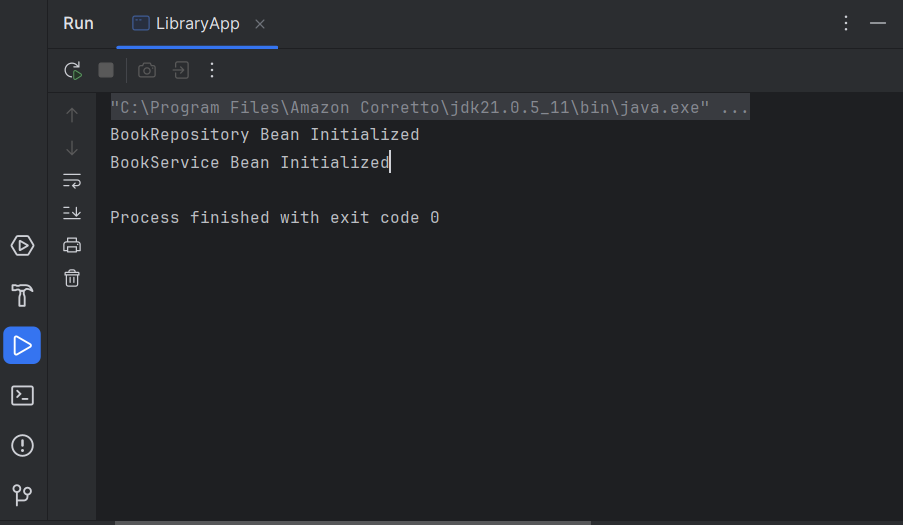 Run LibraryApp
"C:\Program Files\Amazon Corretto\jdk21.0.5_11\bin\java.exe" ...
BookRepository Bean Initialized
BookService Bean Initialized
Process finished with exit code 0